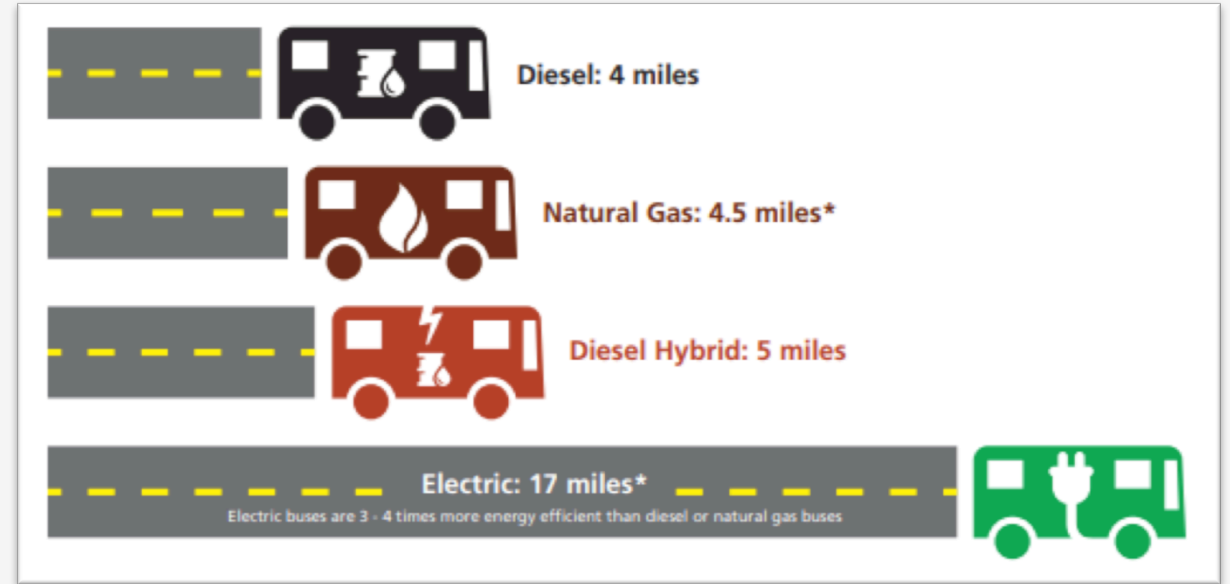 Diesel: 4 miles
Natural Gas: 4.5 miles*
Diesel Hybrid: 5 miles
Electric: 17 miles*
Electric buses are 3 - 4 times more energy efficient than diesel or natural gas buses